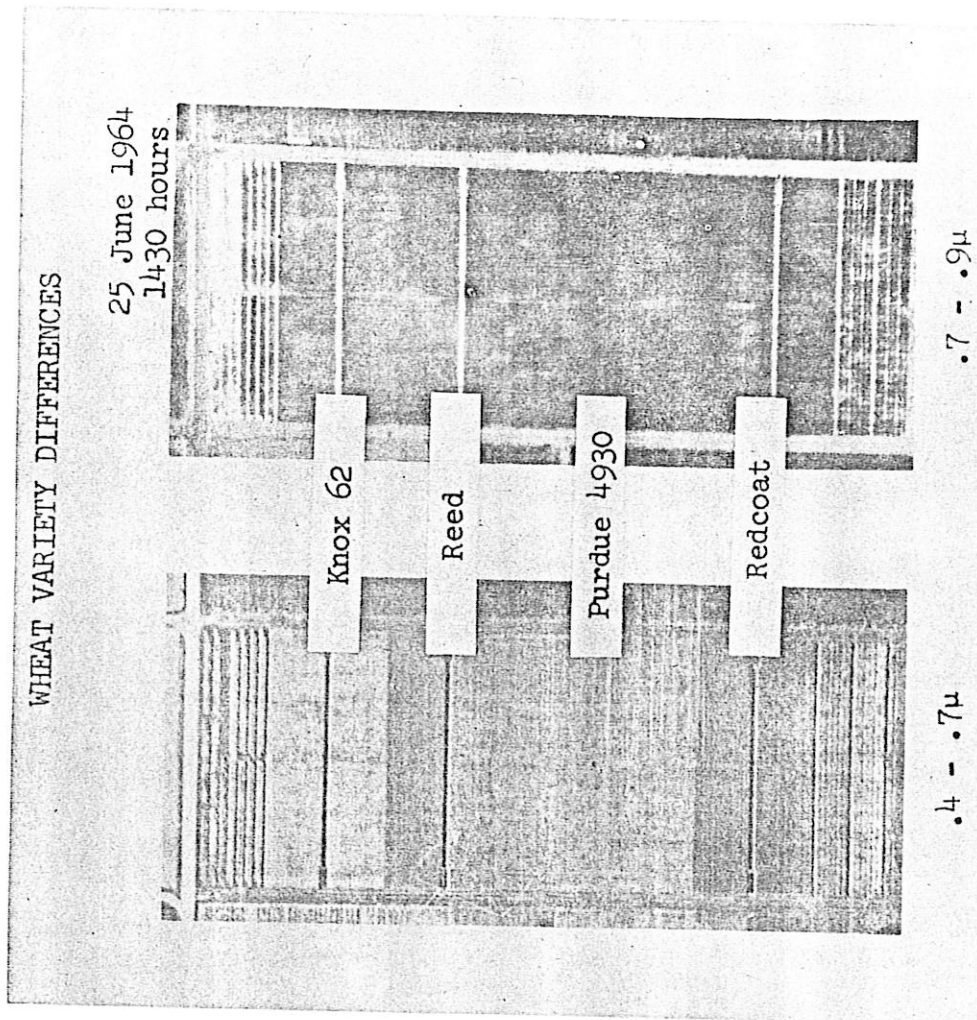 WHEAT VARIETY DIFFERENCES
25 June 1964
1430 hours
Knox 62
Reed
Purdue 4930
Redcoat
.4 - .7μ
.7 - .9μ